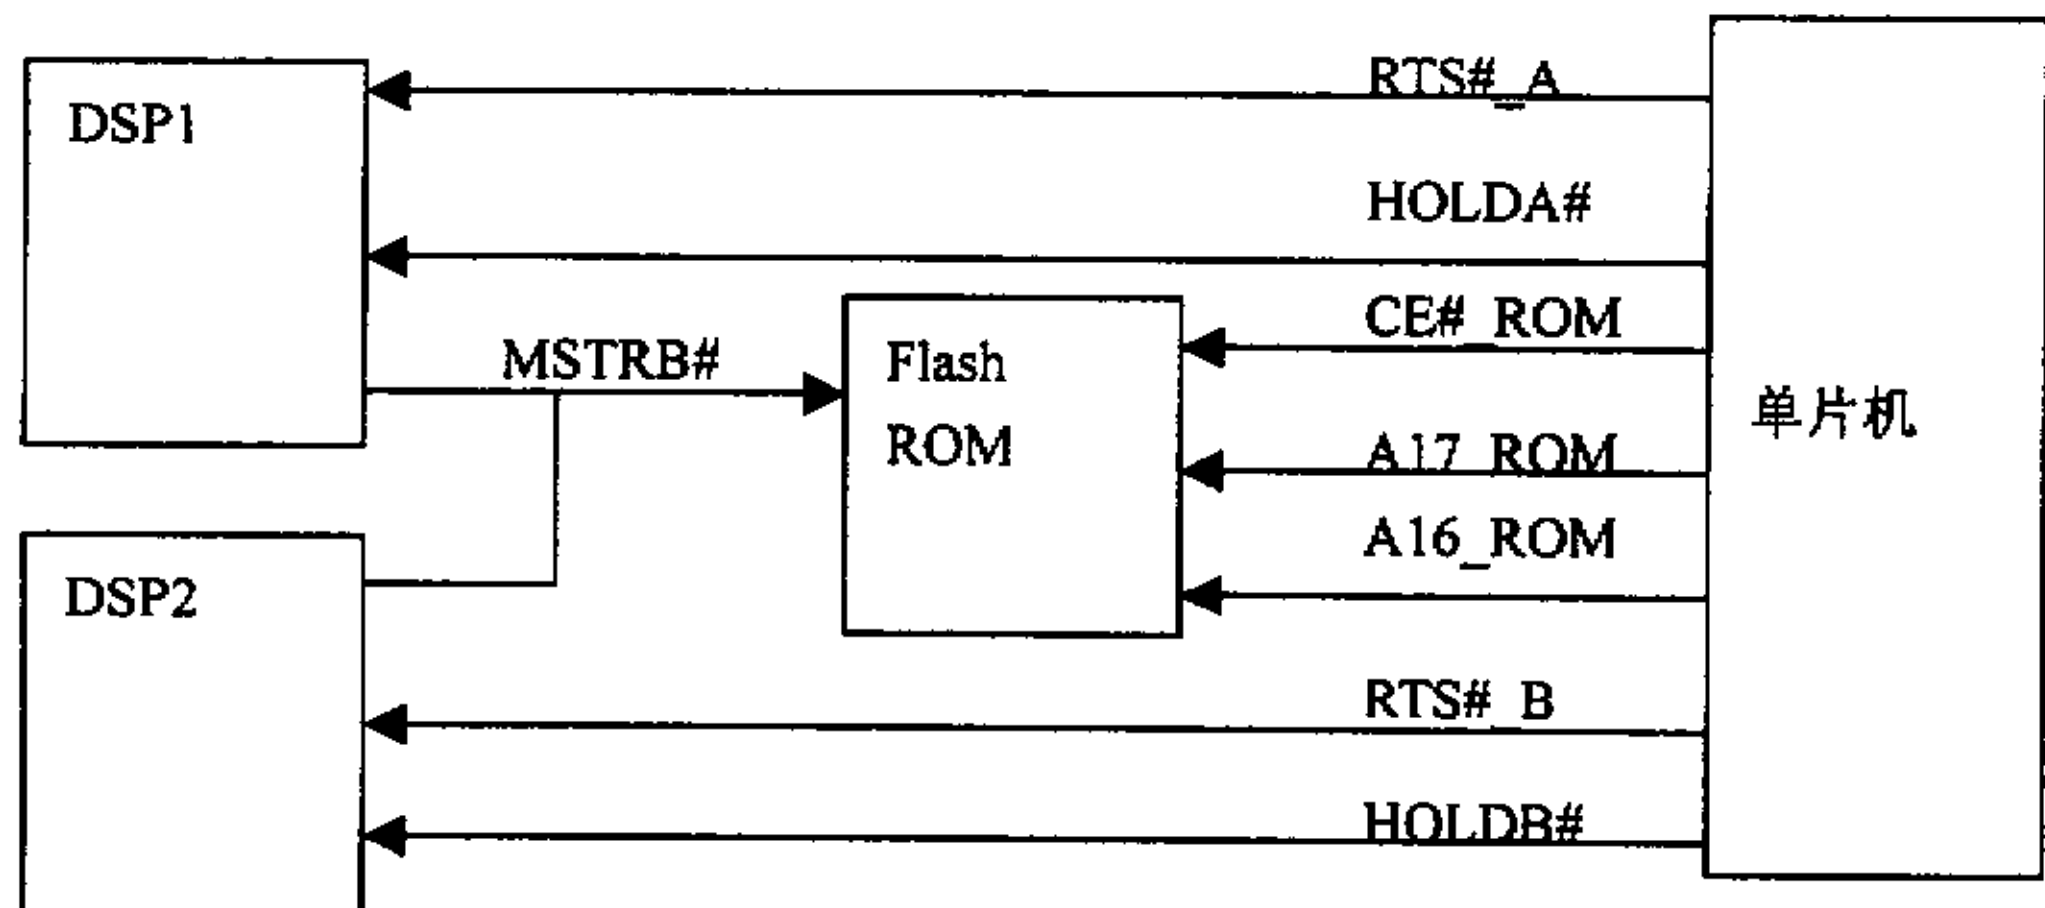 RTS#_A
DSP1
HOLDA#
CE#_ROM
MSTRB#
Flash
ROM
单片机
A17_ROM
A16_ROM
DSP2
RTS#_B
HOLDB#